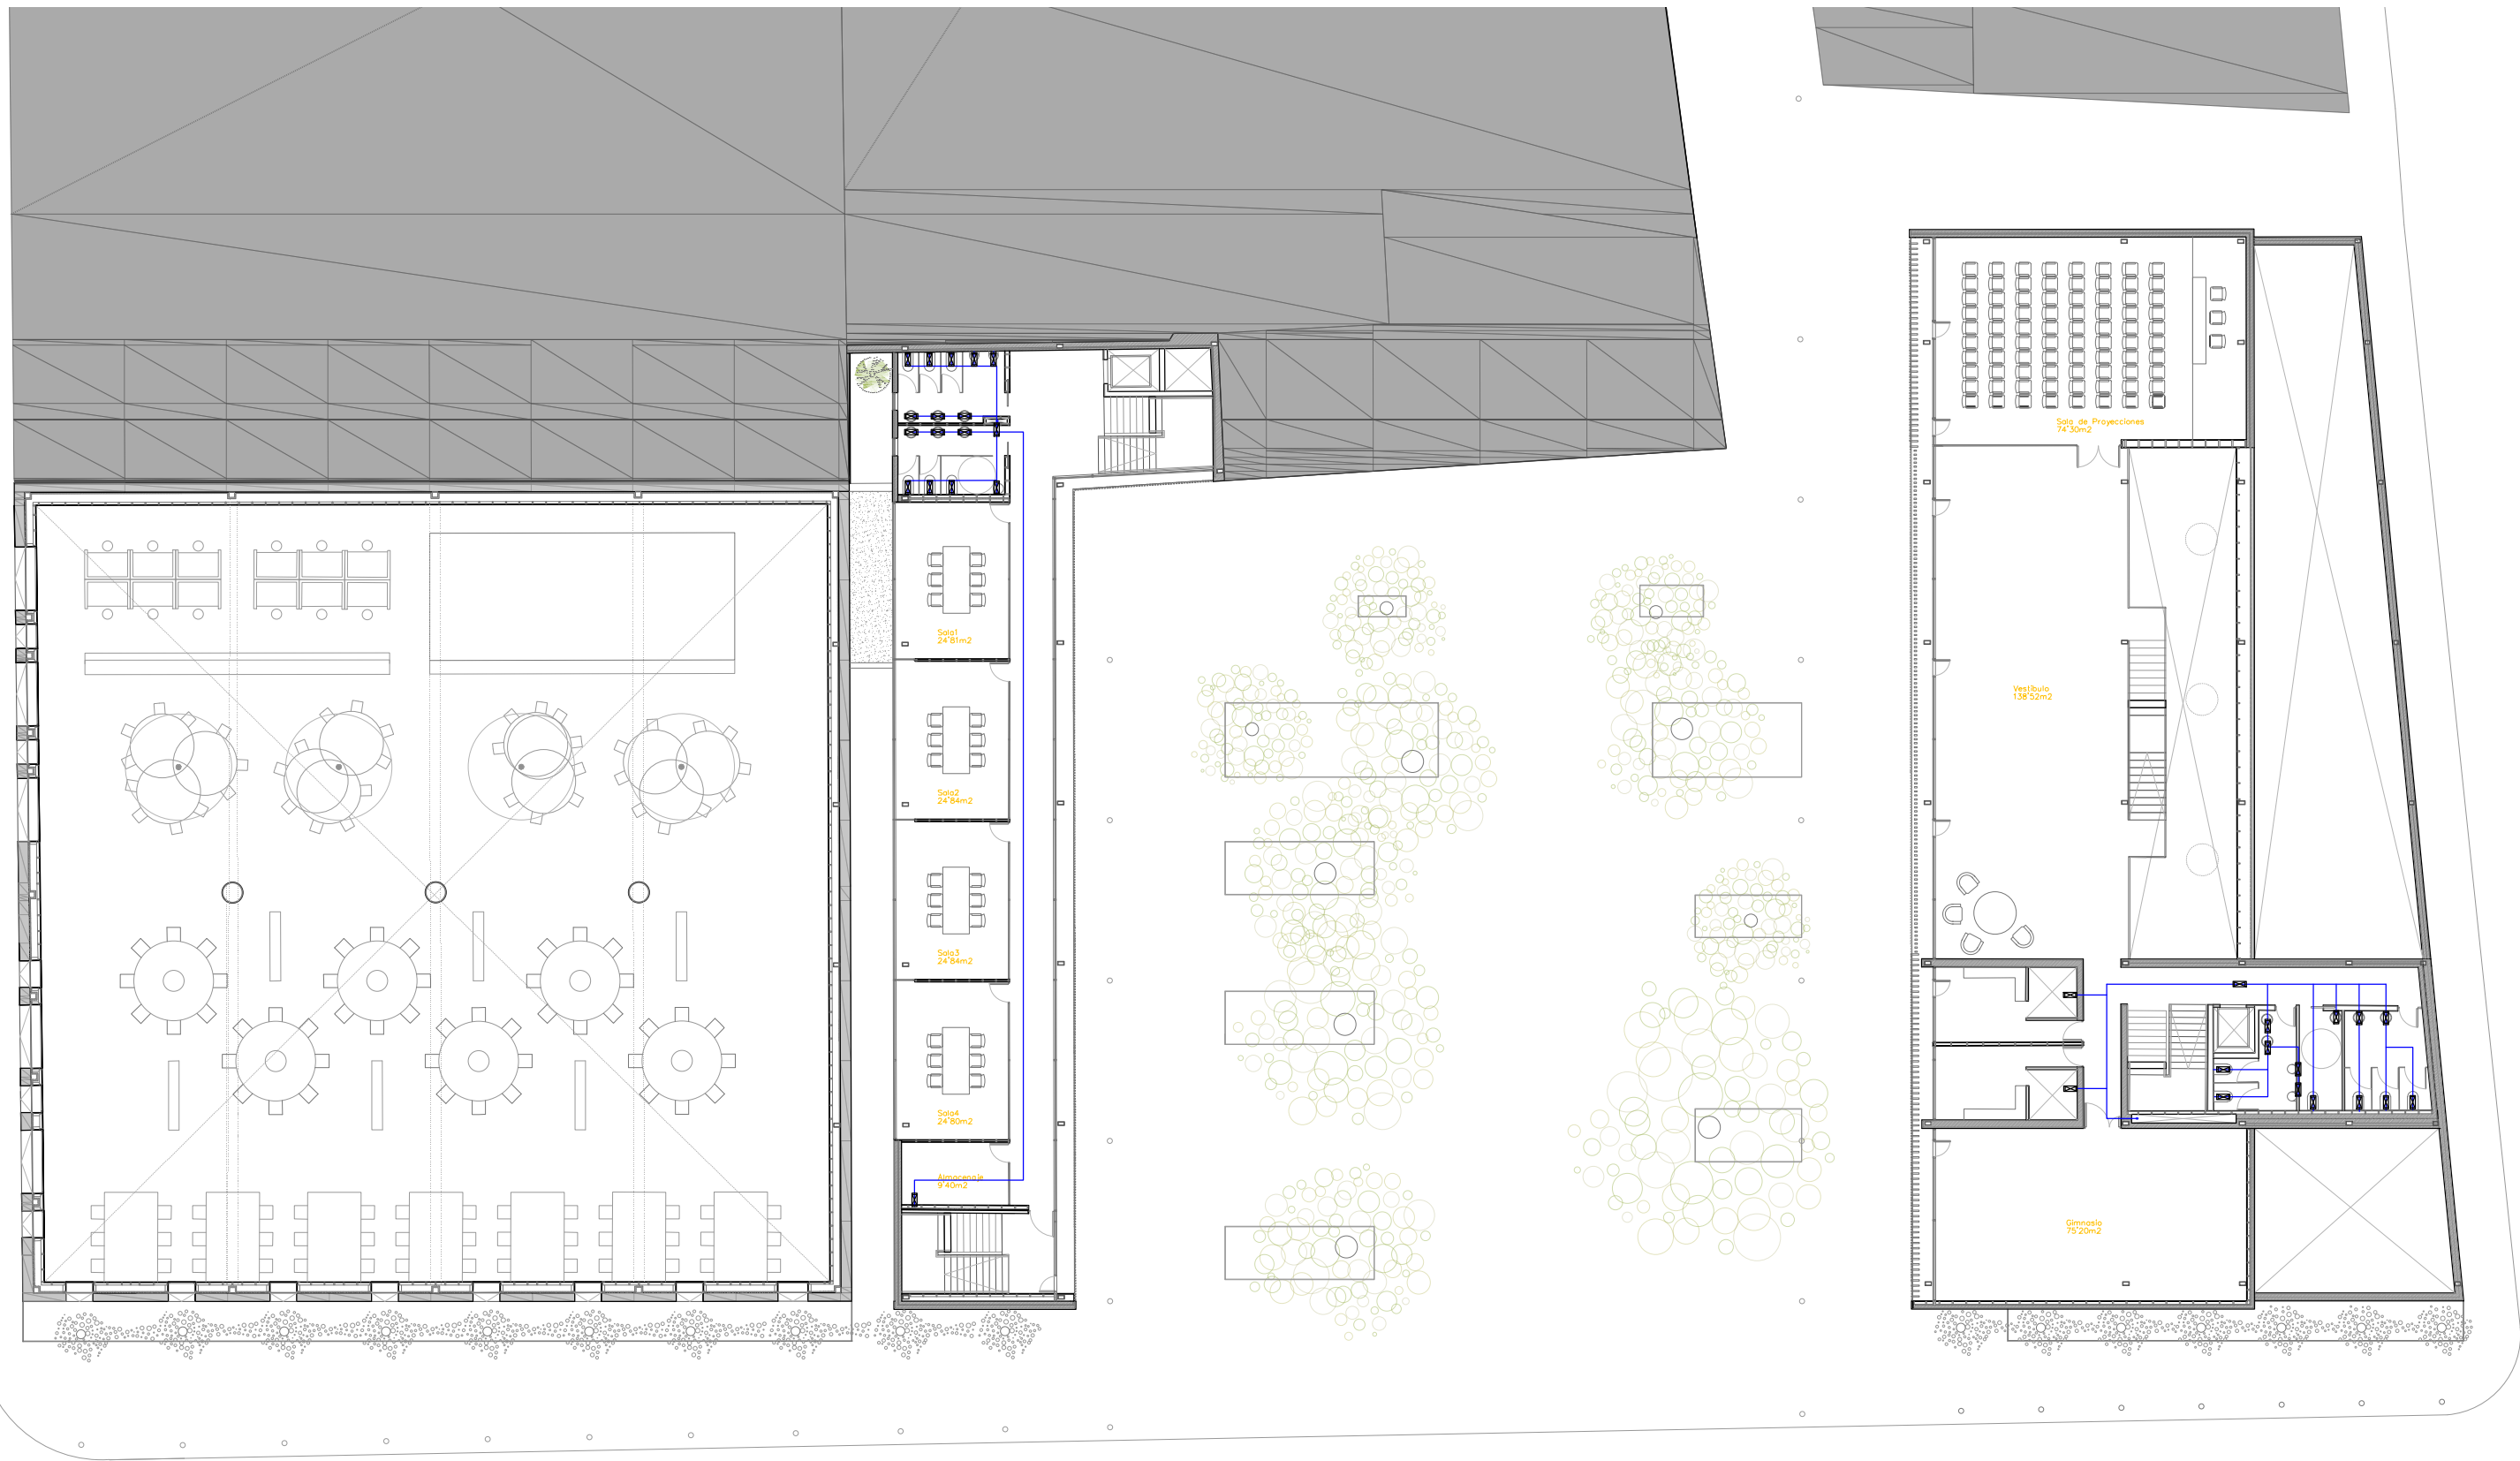 Sala de Proyecciones
74'30m2
Sala1
24'81m2
Vestíbulo
138'52m2
Sala2
24'84m2
Sala3
24'84m2
Sala4
24'80m2
Almacenaje
9'40m2
Gimnasio
75'20m2